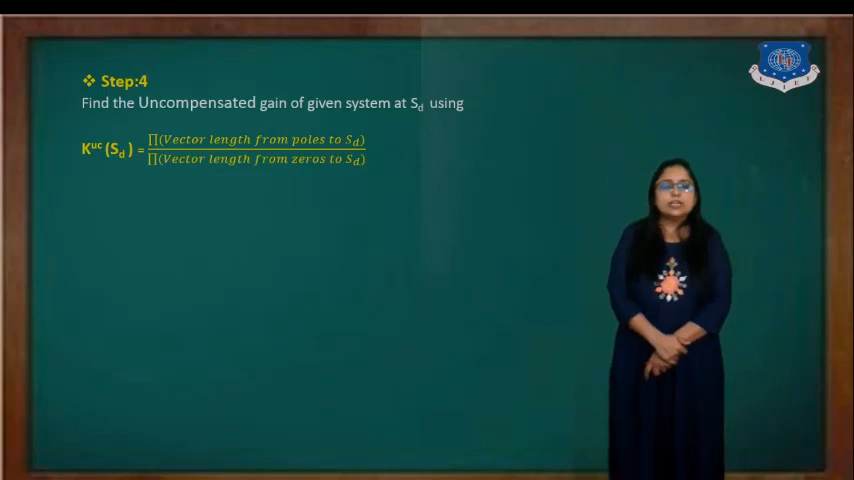 ❖ Step:4
Find the Uncompensated gain of given system at S_d using
K^uc (S_d ) = ∏(Vector length from poles to S_d) / ∏(Vector length from zeros to S_d)
L J I E T